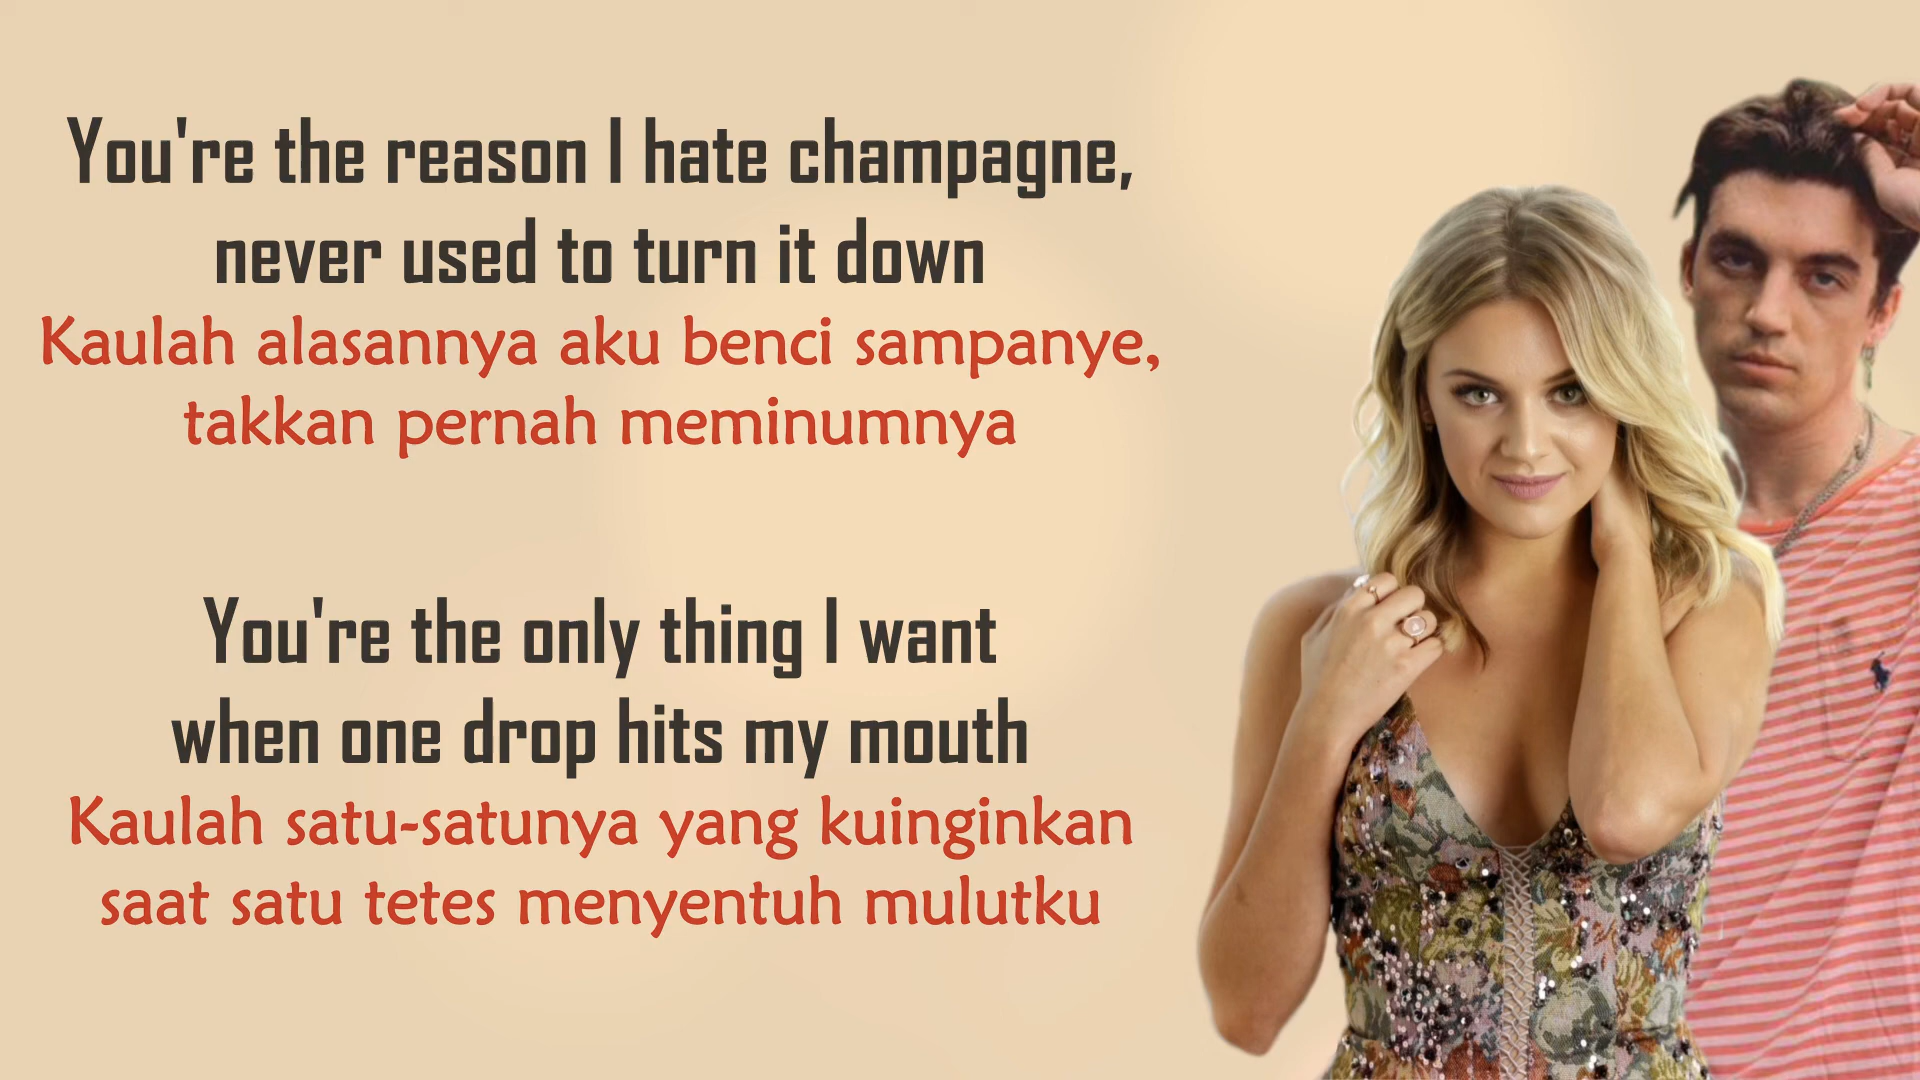 You're the reason I hate champagne,
never used to turn it down
Kaulah alasannya aku benci sampanye,
takkan pernah meminumnya
You're the only thing I want
when one drop hits my mouth
Kaulah satu-satunya yang kuinginkan
saat satu tetes menyentuh mulutku